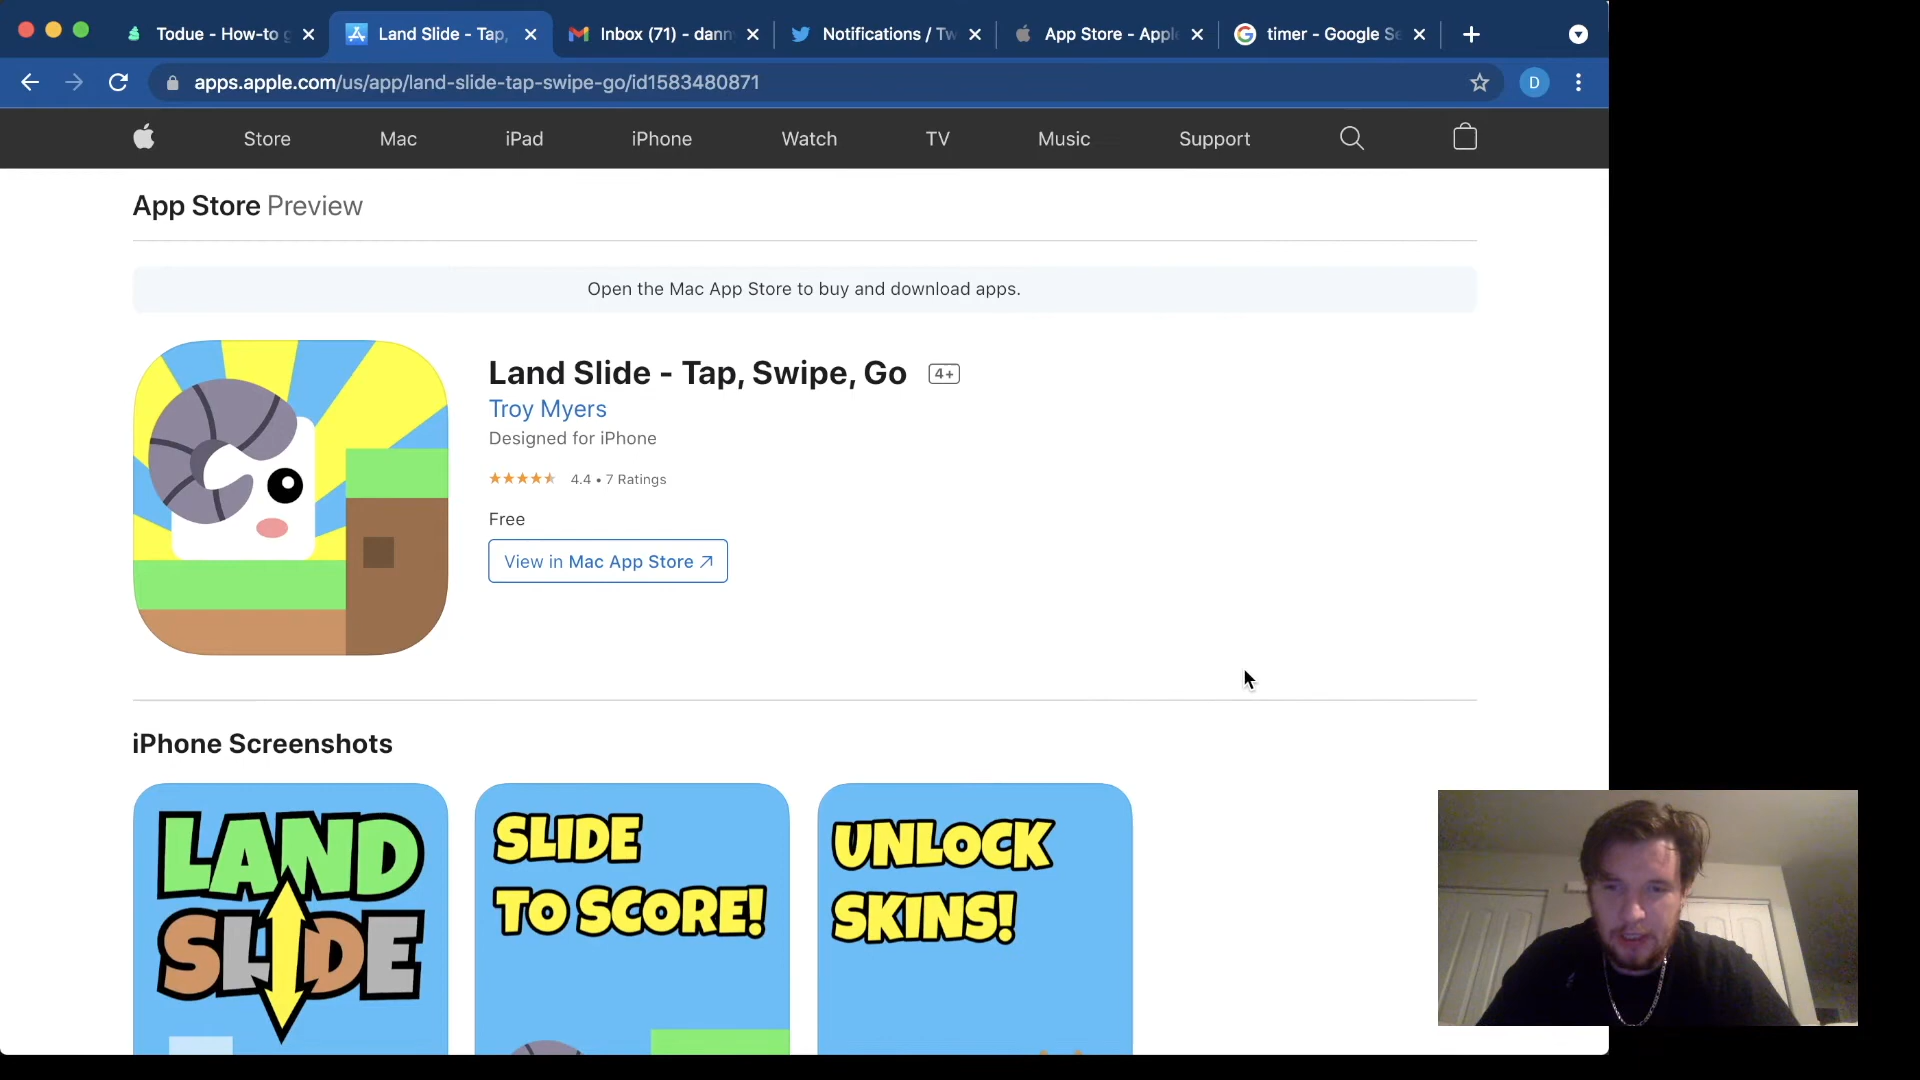 Todue - How-to g
Land Slide - Tap,
Inbox (71) - dann
Notifications / Tw
App Store - Apple
timer - Google Se
apps.apple.com/us/app/land-slide-tap-swipe-go/id1583480871
D
Store
Mac
iPad
iPhone
Watch
TV
Music
Support
App Store Preview
Open the Mac App Store to buy and download apps.
Land Slide - Tap, Swipe, Go 4+
Troy Myers
Designed for iPhone
4.4 • 7 Ratings
Free
View in Mac App Store ↗
iPhone Screenshots
LAND
SLIDE
SLIDE
TO SCORE!
UNLOCK
SKINS!